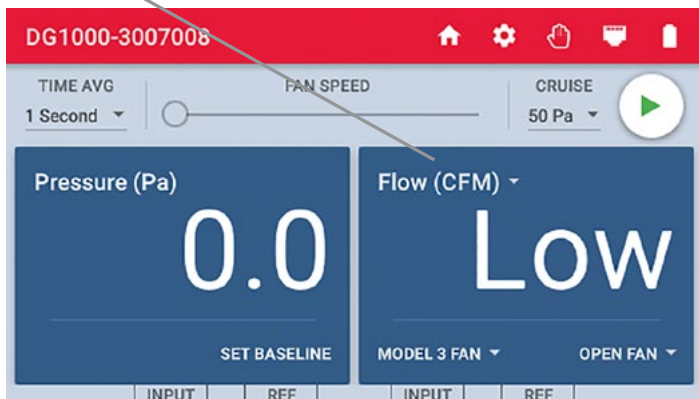 DG1000-3007008
TIME AVG FAN SPEED CRUISE
1 Second 50 Pa
Pressure (Pa) Flow (CFM)
0.0 Low
SET BASELINE MODEL 3 FAN OPEN FAN
INPUT REF INPUT REF